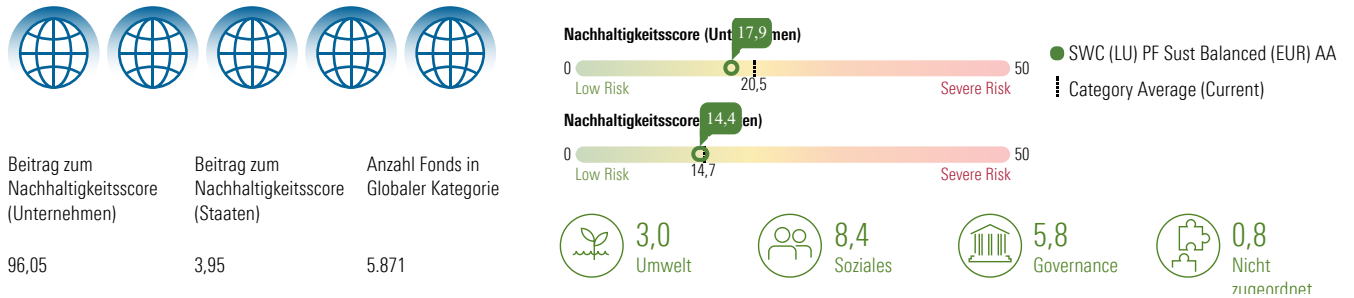 Beitrag zum
Nachhaltigkeitsscore
(Unternehmen)
96,05
Beitrag zum
Nachhaltigkeitsscore
(Staaten)
3,95
Anzahl Fonds in
Globaler Kategorie
5.871
Nachhaltigkeitsscore (Unt men)
17,9
0
50
Low Risk
20,5
Severe Risk
Nachhaltigkeitsscore en)
14,4
0
50
Low Risk
14,7
Severe Risk
SWC (LU) PF Sust Balanced (EUR) AA
Category Average (Current)
3,0
Umwelt
8,4
Soziales
5,8
Governance
0,8
Nicht
zugeordnet